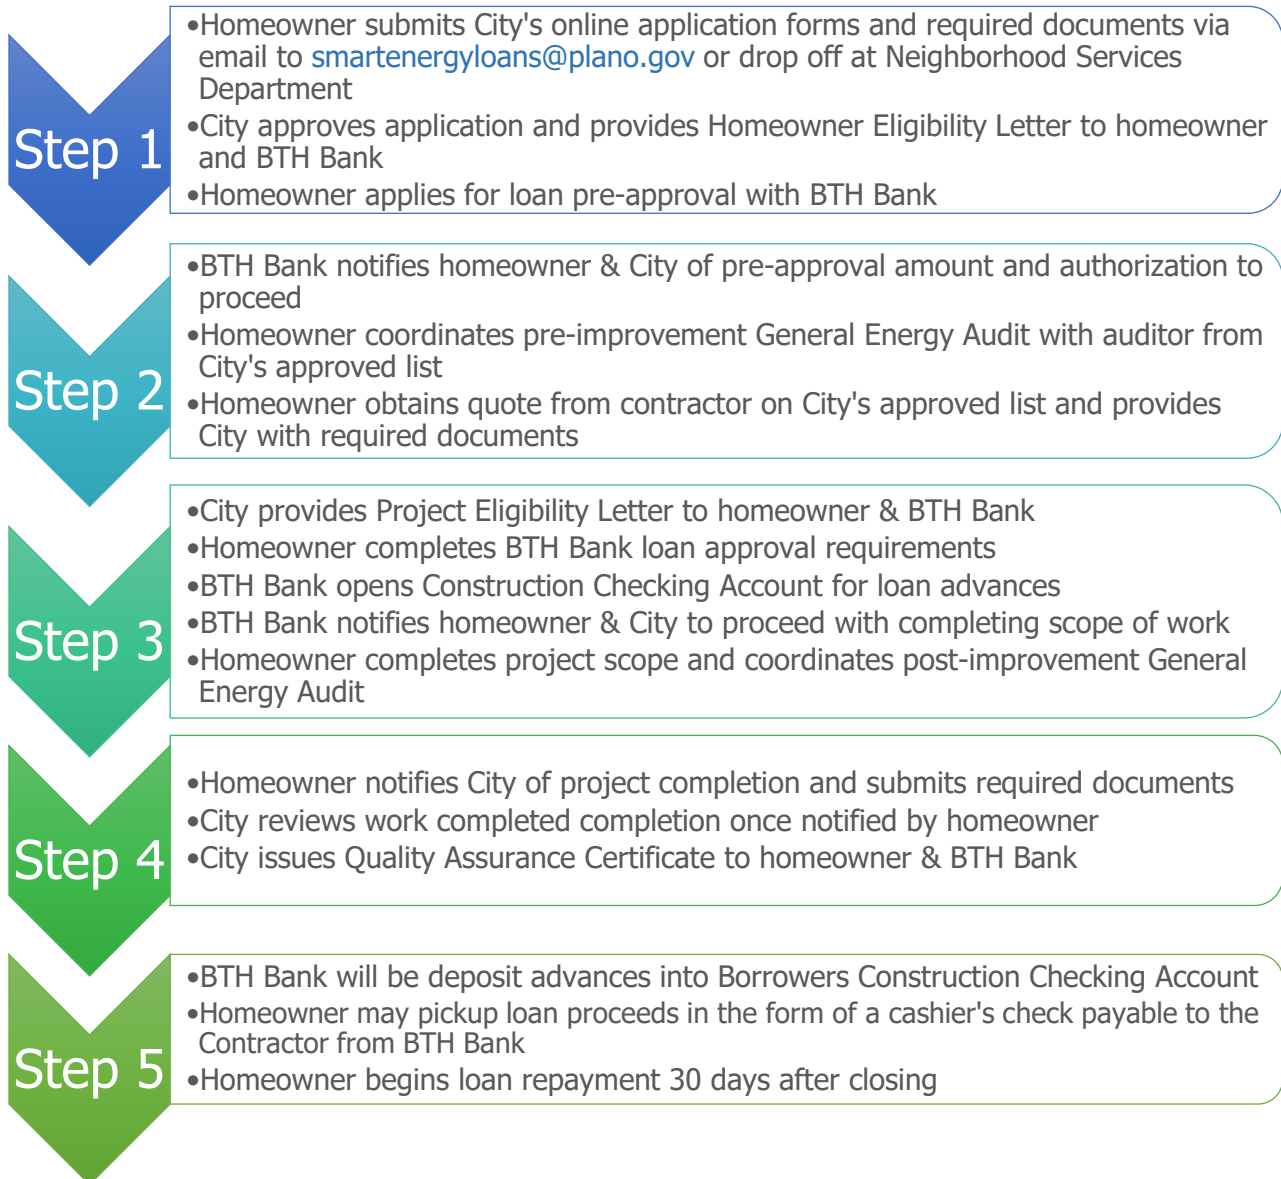 Step 1
•Homeowner submits City's online application forms and required documents via
email to smartenergyloans@plano.gov or drop off at Neighborhood Services
Department
•City approves application and provides Homeowner Eligibility Letter to homeowner
and BTH Bank
•Homeowner applies for loan pre-approval with BTH Bank
Step 2
•BTH Bank notifies homeowner & City of pre-approval amount and authorization to
proceed
•Homeowner coordinates pre-improvement General Energy Audit with auditor from
City's approved list
•Homeowner obtains quote from contractor on City's approved list and provides
City with required documents
Step 3
•City provides Project Eligibility Letter to homeowner & BTH Bank
•Homeowner completes BTH Bank loan approval requirements
•BTH Bank opens Construction Checking Account for loan advances
•BTH Bank notifies homeowner & City to proceed with completing scope of work
•Homeowner completes project scope and coordinates post-improvement General
Energy Audit
Step 4
•Homeowner notifies City of project completion and submits required documents
•City reviews work completed completion once notified by homeowner
•City issues Quality Assurance Certificate to homeowner & BTH Bank
Step 5
•BTH Bank will be deposit advances into Borrowers Construction Checking Account
•Homeowner may pickup loan proceeds in the form of a cashier's check payable to the
Contractor from BTH Bank
•Homeowner begins loan repayment 30 days after closing